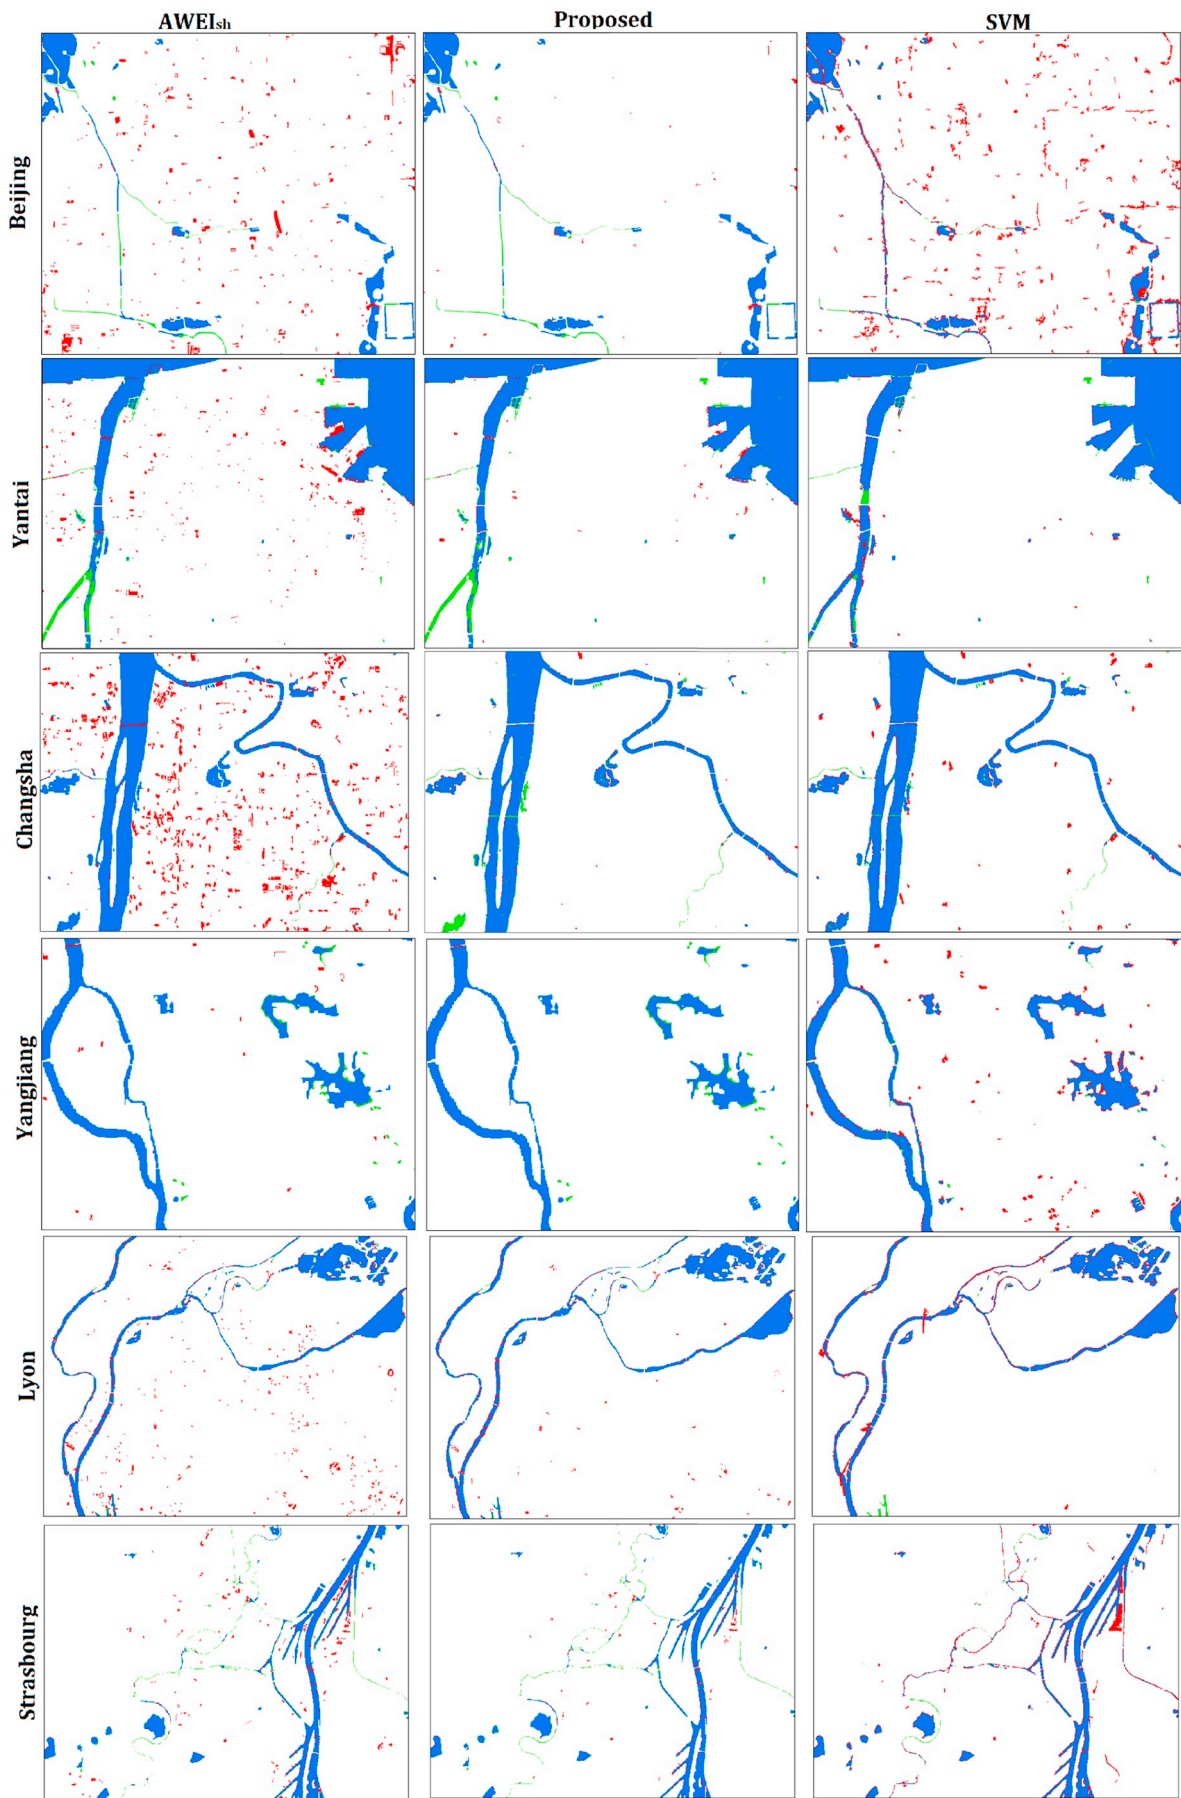 AWEIsh Proposed SVM
Beijing
Yantai
Changsha
Yangjiang
Lyon
Strasbourg